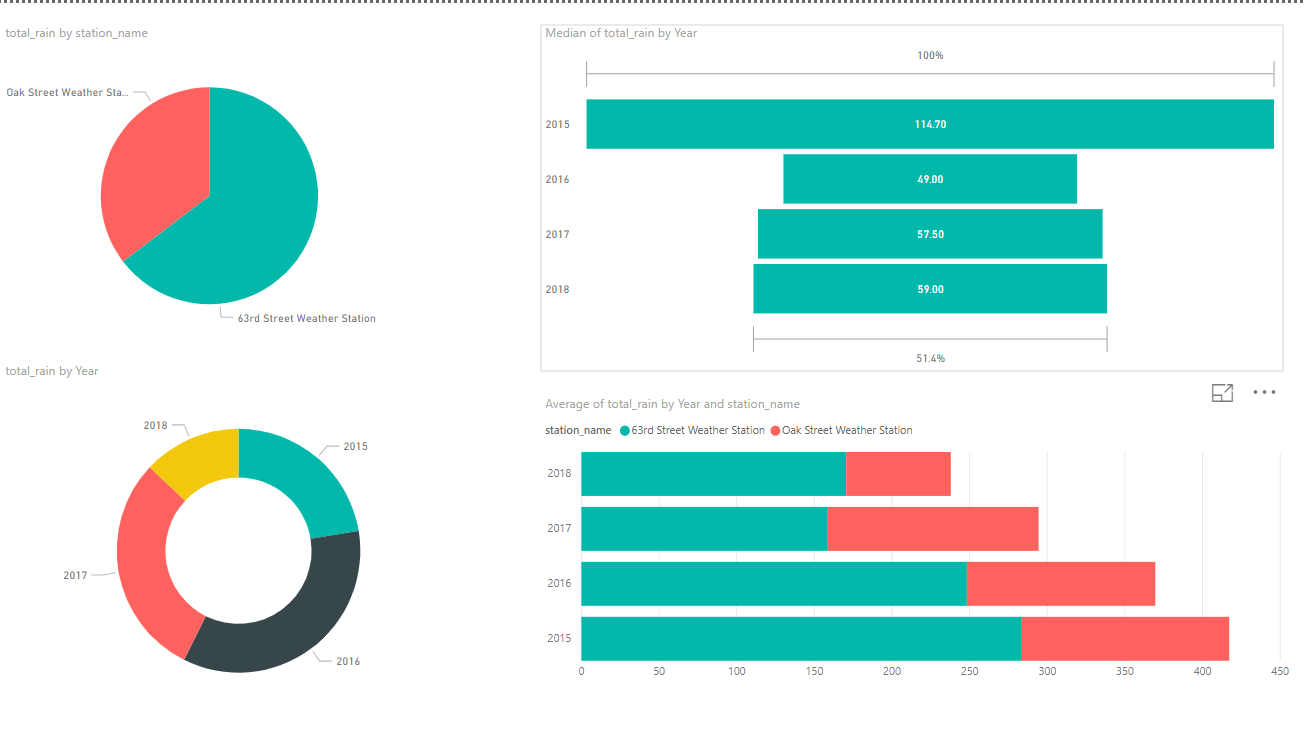 total_rain by station_name
Oak Street Weather Sta...
63rd Street Weather Station
total_rain by Year
2018
2015
2017
2016
Median of total_rain by Year
100%
2015
114.70
2016
49.00
2017
57.50
2018
59.00
51.4%
Average of total_rain by Year and station_name
station_name 63rd Street Weather Station Oak Street Weather Station
2018
2017
2016
2015
0 50 100 150 200 250 300 350 400 450